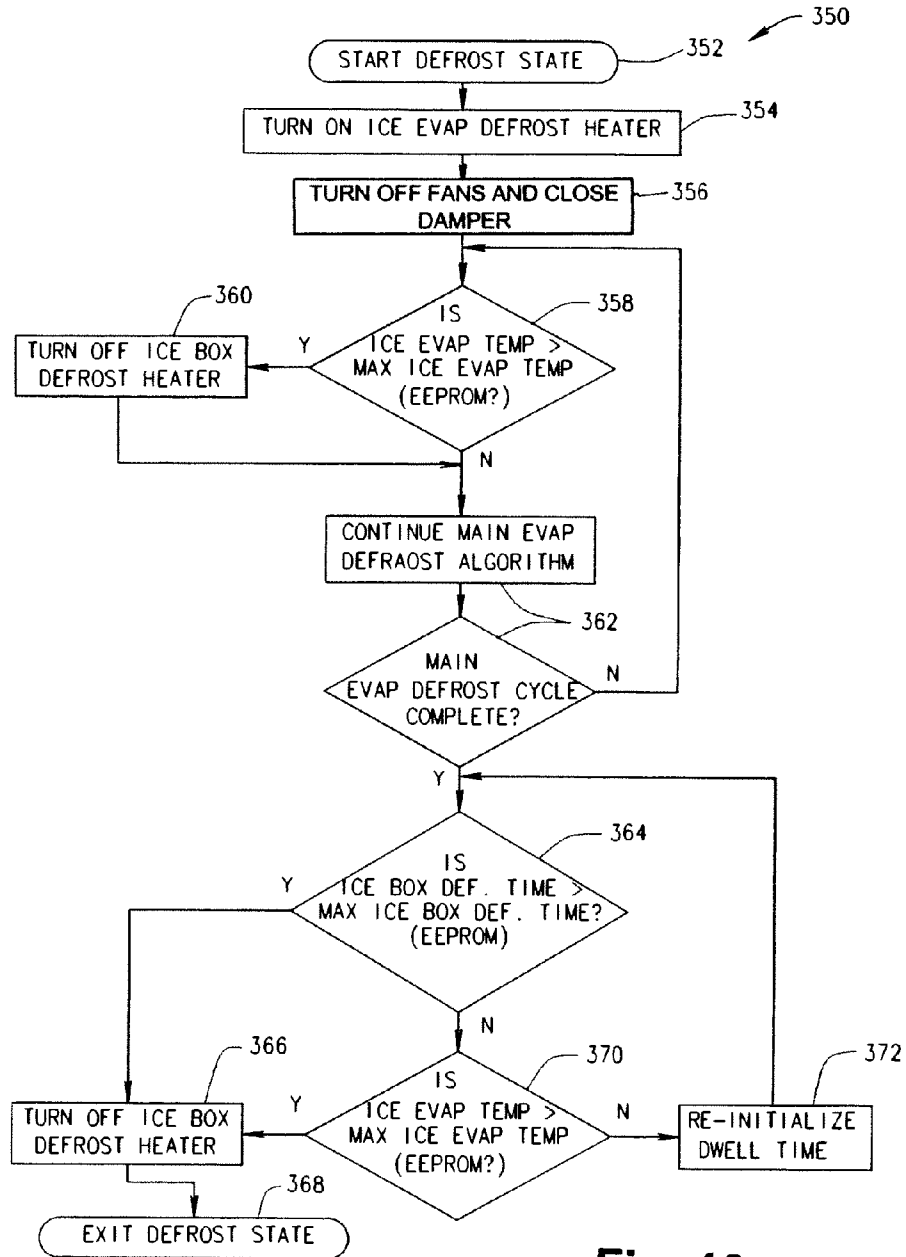 350
START DEFROST STATE
352
TURN ON ICE EVAP DEFROST HEATER
354
TURN OFF FANS AND CLOSE
DAMPER
356
358
IS
ICE EVAP TEMP >
MAX ICE EVAP TEMP
(EEPROM?)
Y
360
TURN OFF ICE BOX
DEFROST HEATER
N
CONTINUE MAIN EVAP
DEFRAOST ALGORITHM
362
MAIN
EVAP DEFROST CYCLE
COMPLETE?
N
Y
364
IS
ICE BOX DEF. TIME >
MAX ICE BOX DEF. TIME?
(EEPROM)
Y
N
366
TURN OFF ICE BOX
DEFROST HEATER
Y
370
IS
ICE EVAP TEMP >
MAX ICE EVAP TEMP
(EEPROM?)
N
372
RE-INITIALIZE
DWELL TIME
368
EXIT DEFROST STATE